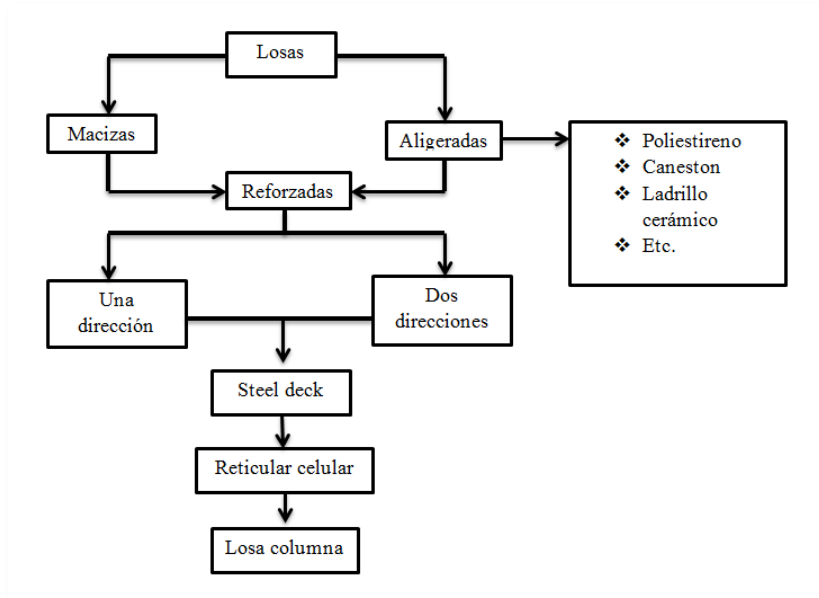 Losas
Macizas
Aligeradas
❖ Poliestireno
❖ Caneston
❖ Ladrillo
cerámico
❖ Etc.
Reforzadas
Una
dirección
Dos
direcciones
Steel deck
Reticular celular
Losa columna